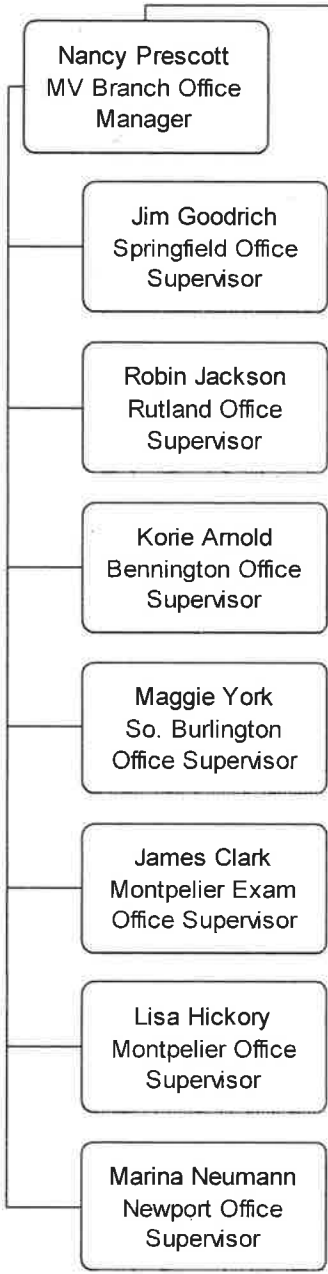 Nancy Prescott
MV Branch Office
Manager
Jim Goodrich
Springfield Office
Supervisor
Robin Jackson
Rutland Office
Supervisor
Korie Arnold
Bennington Office
Supervisor
Maggie York
So. Burlington
Office Supervisor
James Clark
Montpelier Exam
Office Supervisor
Lisa Hickory
Montpelier Office
Supervisor
Marina Neumann
Newport Office
Supervisor